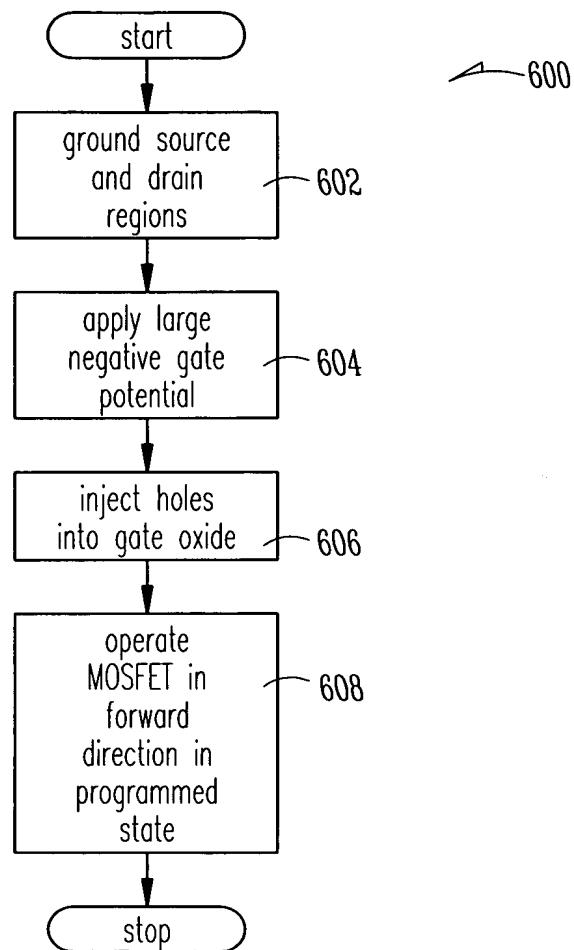 start
600
ground source
and drain
regions
602
apply large
negative gate
potential
604
inject holes
into gate oxide
606
operate
MOSFET in
forward
direction in
programmed
state
608
stop